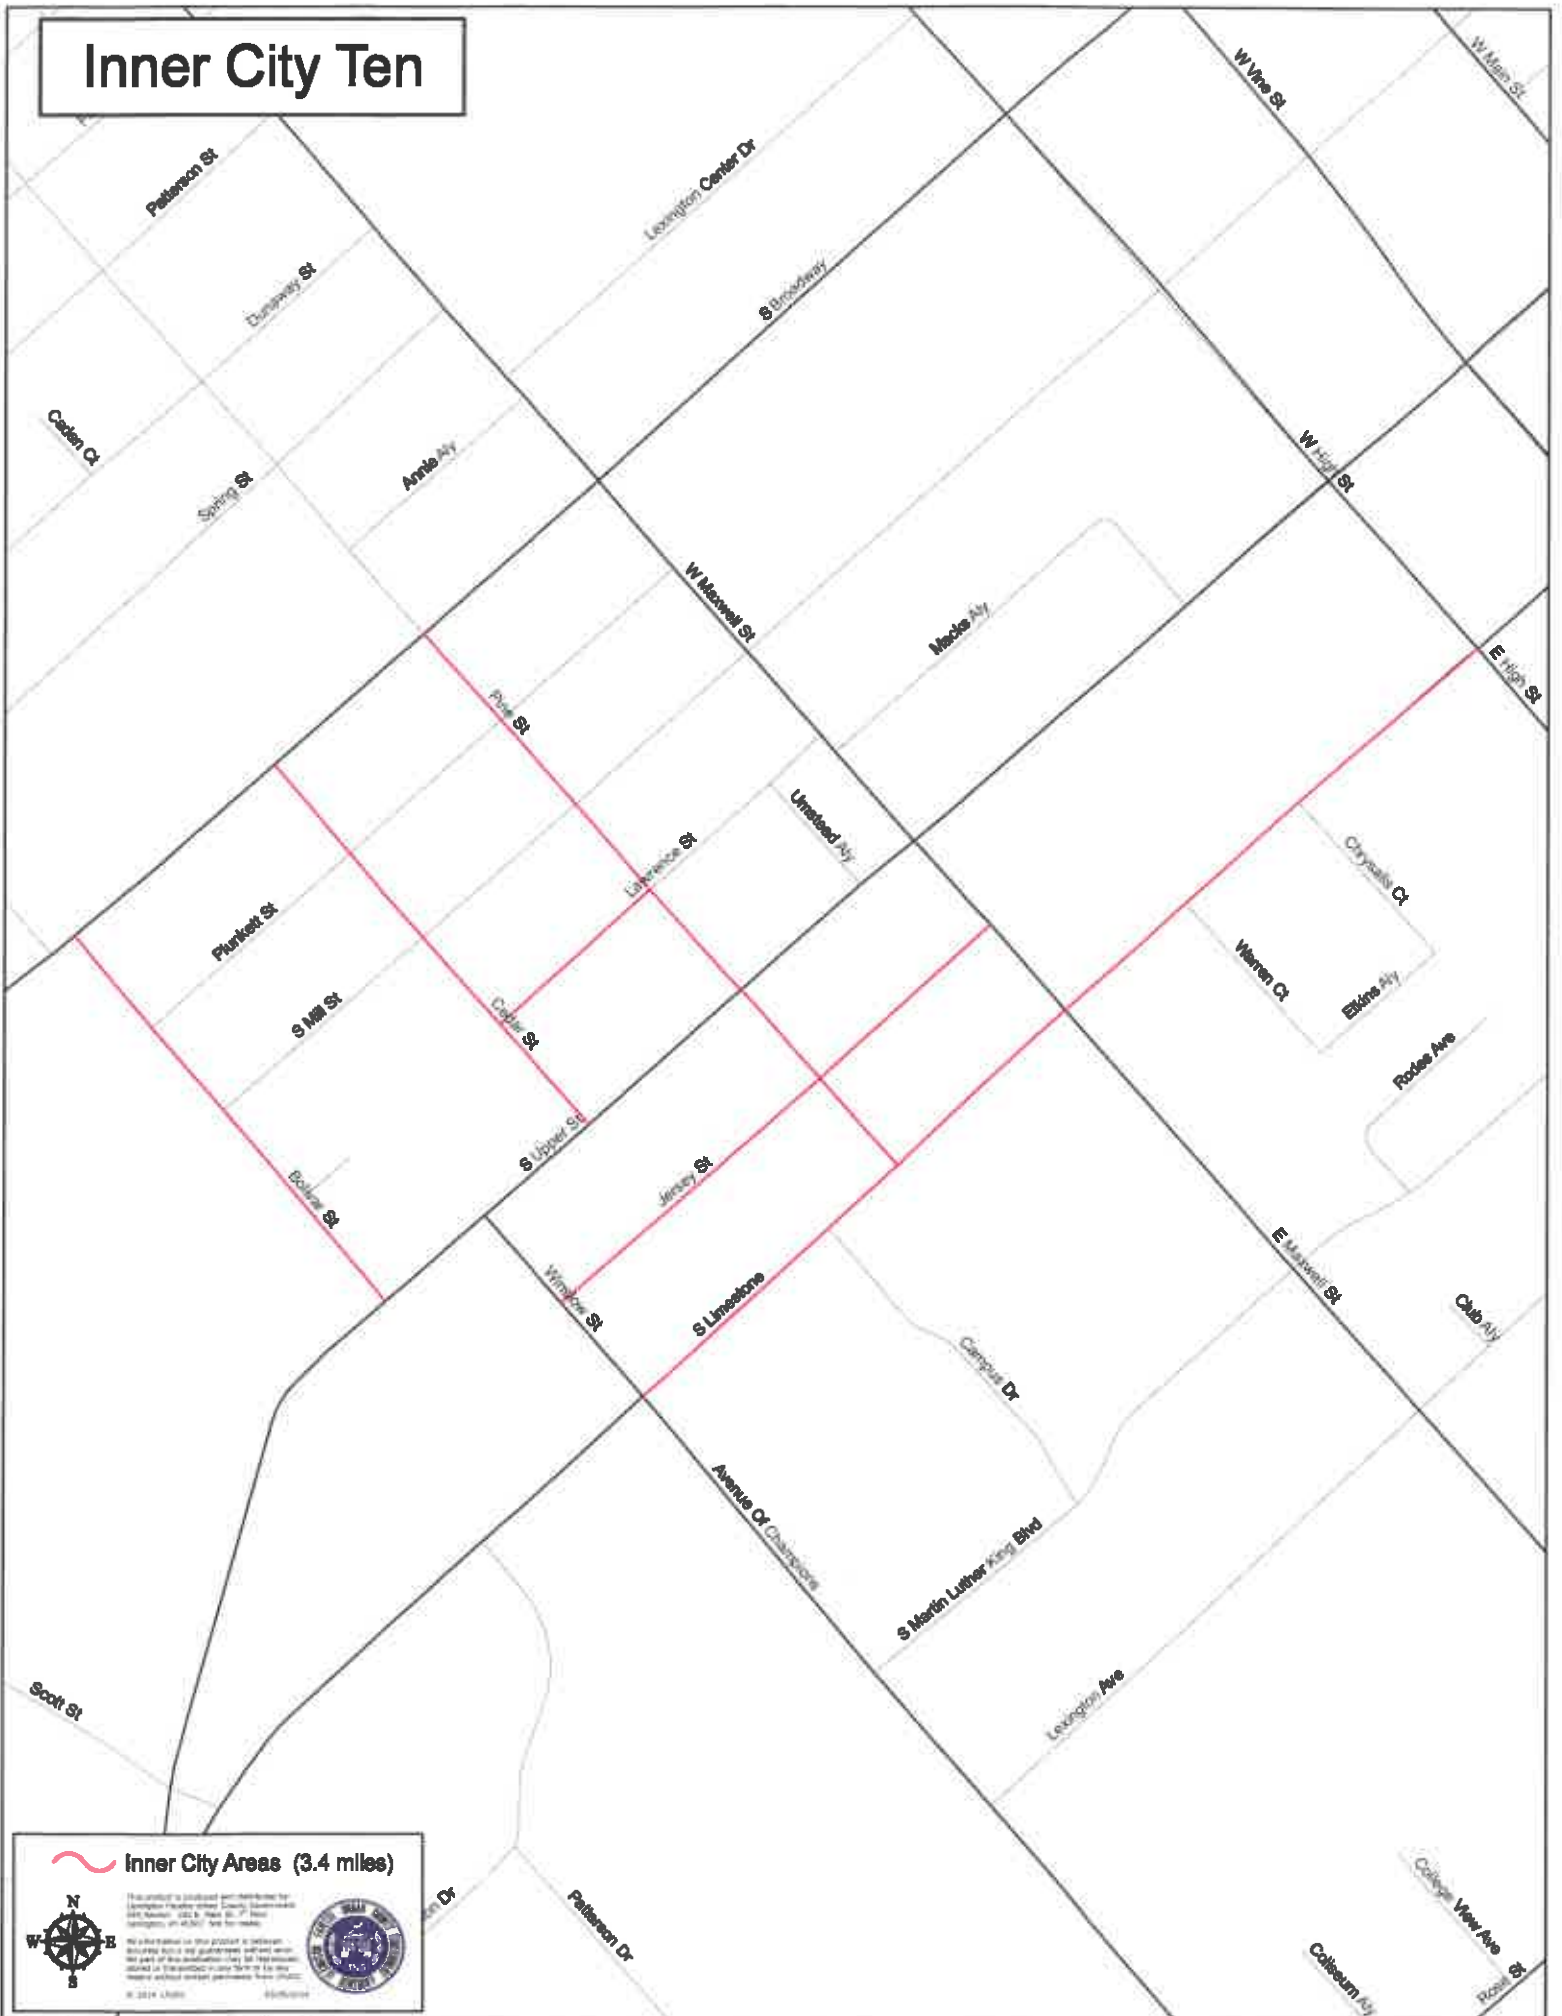 Inner City Ten
W Vine St
W Main St
Patterson St
Lexington Center Dr
Dunaway St
S Broadway
Caden Ct
Annie Aly
Spring St
W High St
W Maxwell St
Macks Aly
E High St
Pine St
Umstead Aly
Lawrence St
Chrysalis Ct
Plunkett St
Warren Ct
Elkins Aly
S Mill St
Cedar St
Rodes Ave
S Upper St
Jersey St
Bolivar St
Winslow St
S Limestone
E Maxwell St
Club Aly
Campus Dr
Avenue Of Champions
S Martin Luther King Blvd
Scott St
Lexington Ave
Inner City Areas (3.4 miles)
N
W E
S
on Dr
Patterson Dr
College View Ave
Coliseum Aly
Rose St